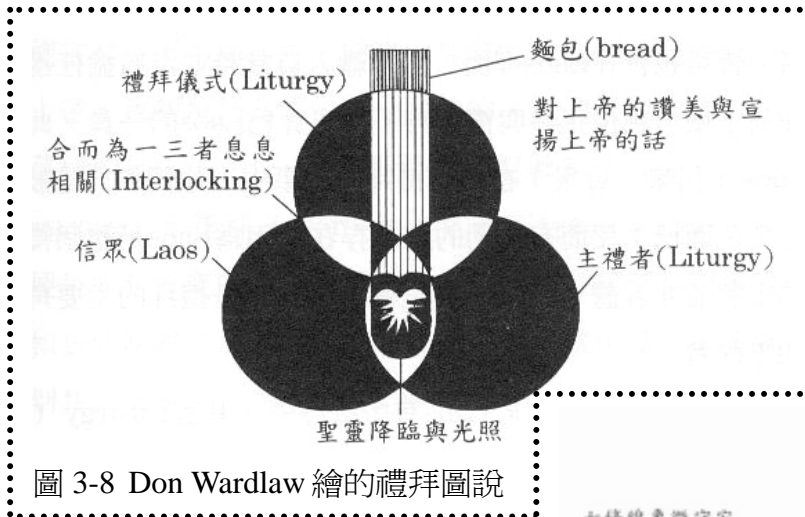 麵包(bread)
禮拜儀式(Liturgy)
對上帝的讚美與宣
揚上帝的話
合而為一三者息息
相關(Interlocking)
信眾(Laos)
主禮者(Liturgy)
聖靈降臨與光照
圖 3-8 Don Wardlaw 繪的禮拜圖說